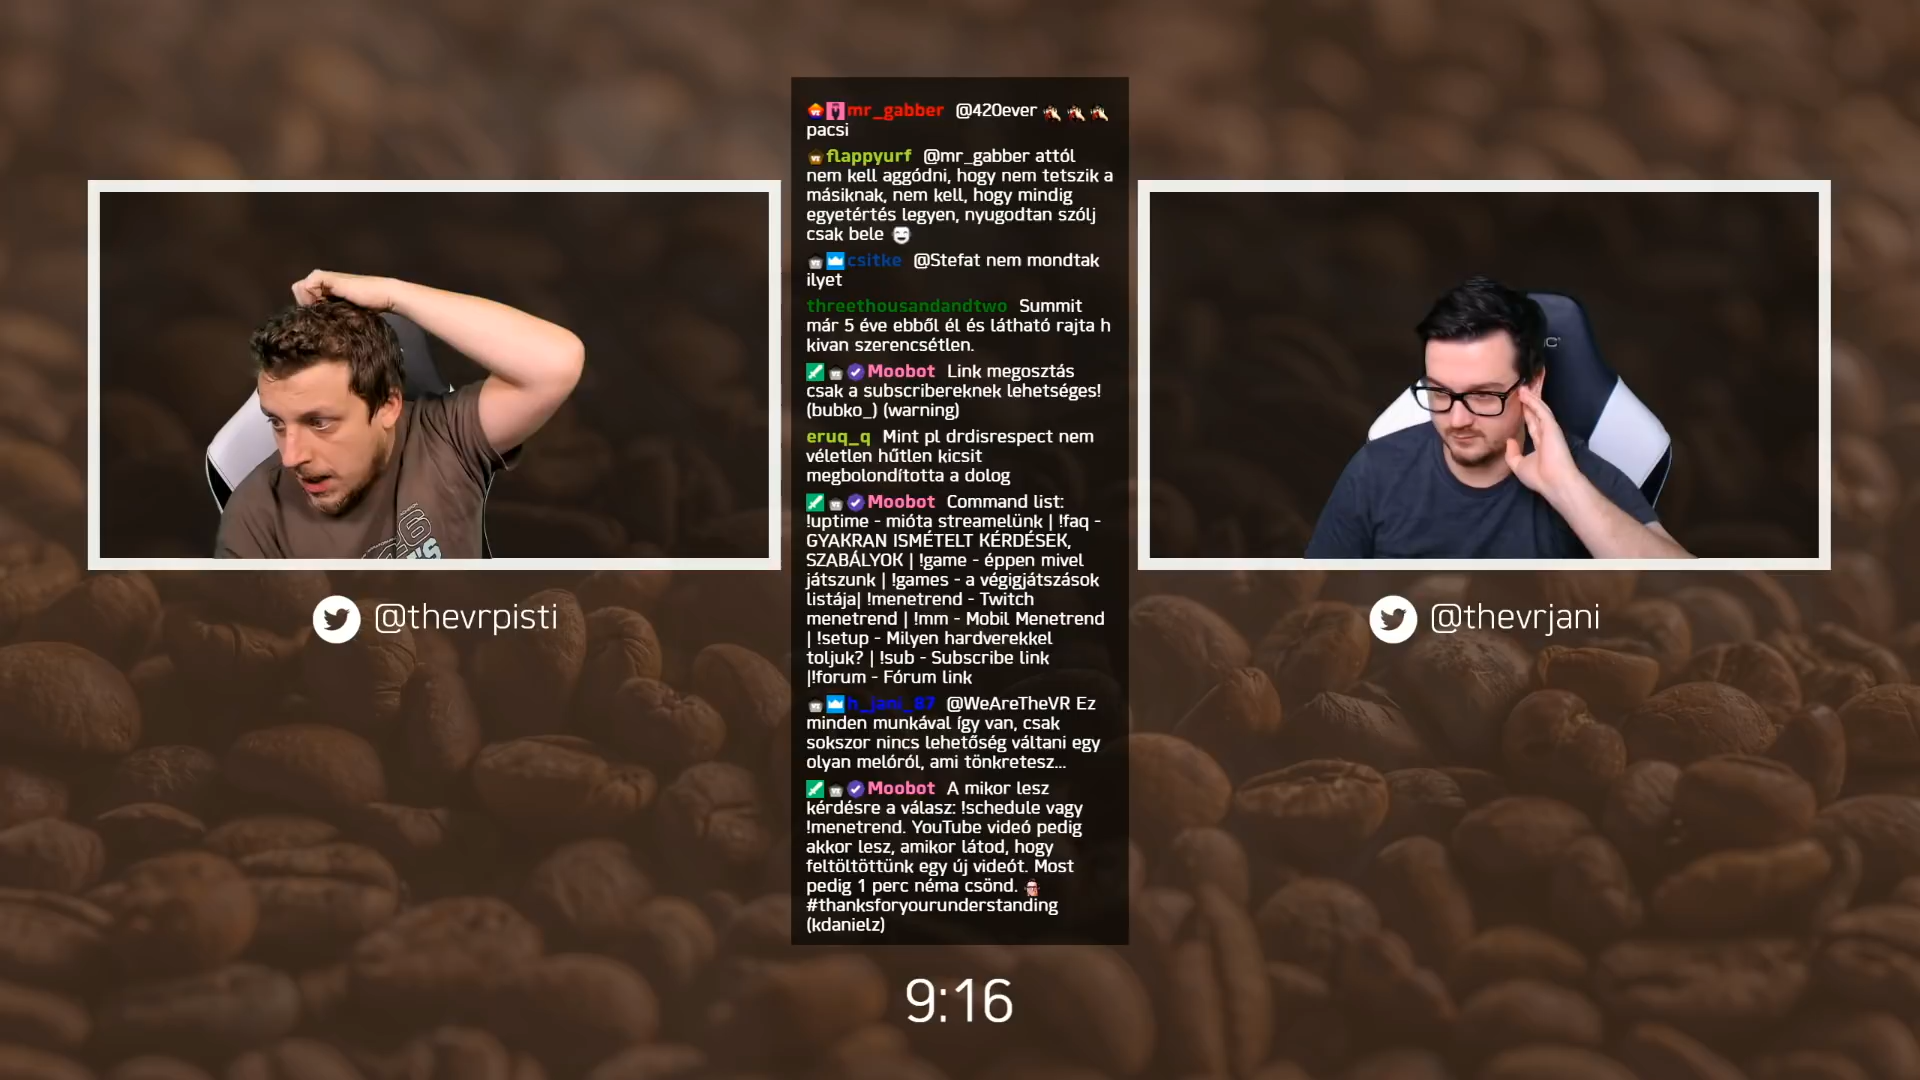 mr_gabber @420ever
pacsi
flappyurf @mr_gabber attól
nem kell aggódni, hogy nem tetszik a
másiknak, nem kell, hogy mindig
egyetértés legyen, nyugodtan szólj
csak bele
csitke @Stefat nem mondtak
ilyet
threethousandandtwo Summit
már 5 éve ebből él és látható rajta h
kivan szerencsétlen.
Moobot Link megosztás
csak a subscribereknek lehetséges!
(bubko_) (warning)
eruq_q Mint pl drdisrespect nem
véletlen hűtlen kicsit
megbolondította a dolog
Moobot Command list:
!uptime - mióta streamelünk | !faq -
GYAKRAN ISMÉTELT KÉRDÉSEK,
SZABÁLYOK | !game - éppen mivel
játszunk | !games - a végigjátszások
listája| !menetrend - Twitch
menetrend | !mm - Mobil Menetrend
| !setup - Milyen hardverekkel
toljuk? | !sub - Subscribe link
|!forum - Fórum link
h_jani_87 @WeAreTheVR Ez
minden munkával így van, csak
sokszor nincs lehetőség váltani egy
olyan melóról, ami tönkretesz...
Moobot A mikor lesz
kérdésre a válasz: !schedule vagy
!menetrend. YouTube videó pedig
akkor lesz, amikor látod, hogy
feltöltöttünk egy új videót. Most
pedig 1 perc néma csönd.
#thanksforyourunderstanding
(kdanielz)
@thevrpisti
@thevrjani
9:16